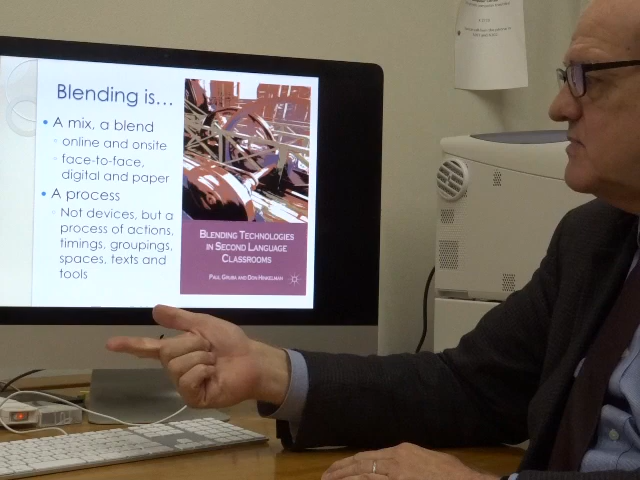 Blending is...
• A mix, a blend
◦ online and onsite
◦ face-to-face,
digital and paper
• A process
◦ Not devices, but a
process of actions,
timings, groupings,
spaces, texts and
tools
BLENDING TECHNOLOGIES
IN SECOND LANGUAGE
CLASSROOMS
PAUL GRUBA AND DON HINKELMAN